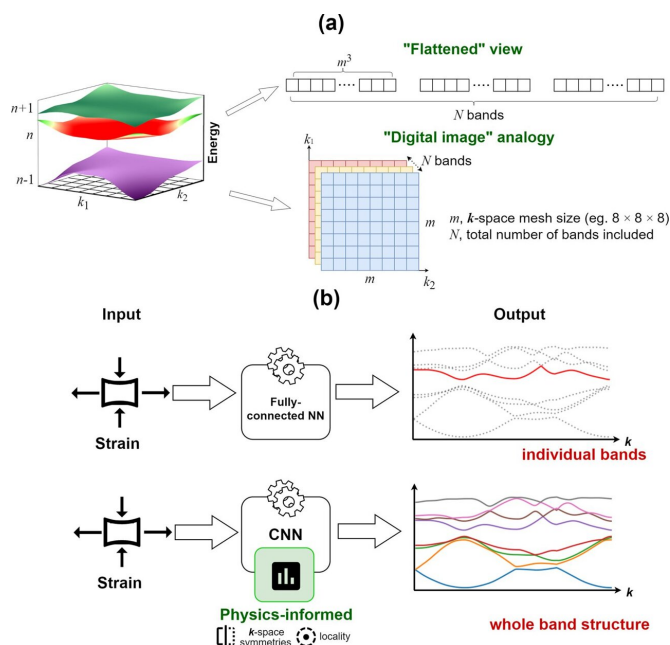 (a)
"Flattened" view
m³
N bands
n+1
n
n-1
k₁
k₂
Energy
"Digital image" analogy
k₁
N bands
m
m
k₂
m, k-space mesh size (eg. 8 × 8 × 8)
N, total number of bands included
(b)
Input
Output
Strain
Fully-
connected NN
k
individual bands
Strain
CNN
Physics-informed
k-space
symmetries
locality
k
whole band structure